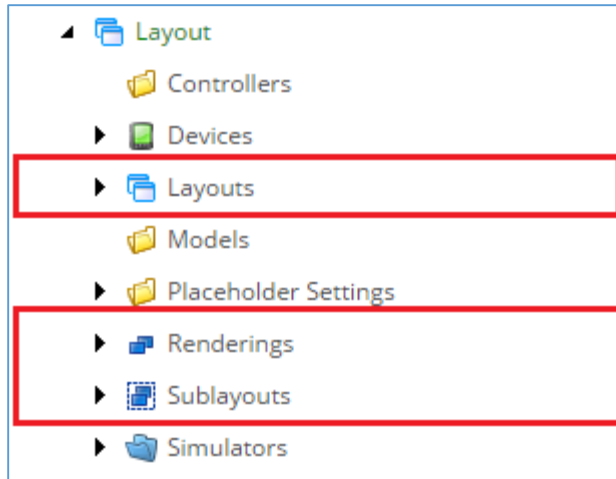 Layout
Controllers
Devices
Layouts
Models
Placeholder Settings
Renderings
Sublayouts
Simulators